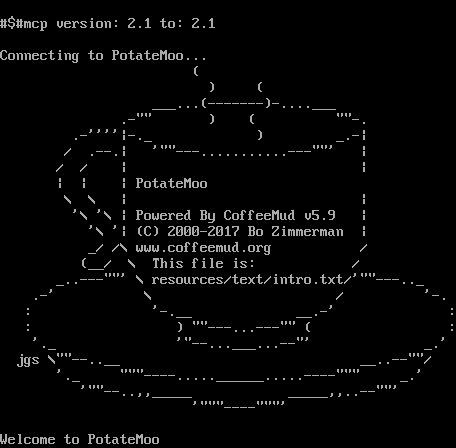 #$#mcp version: 2.1 to: 2.1
Connecting to PotateMoo...
PotateMoo
Powered By CoffeeMud v5.9
(C) 2000-2017 Bo Zimmerman
www.coffeemud.org
This file is:
resources/text/intro.txt
jgs
Welcome to PotateMoo